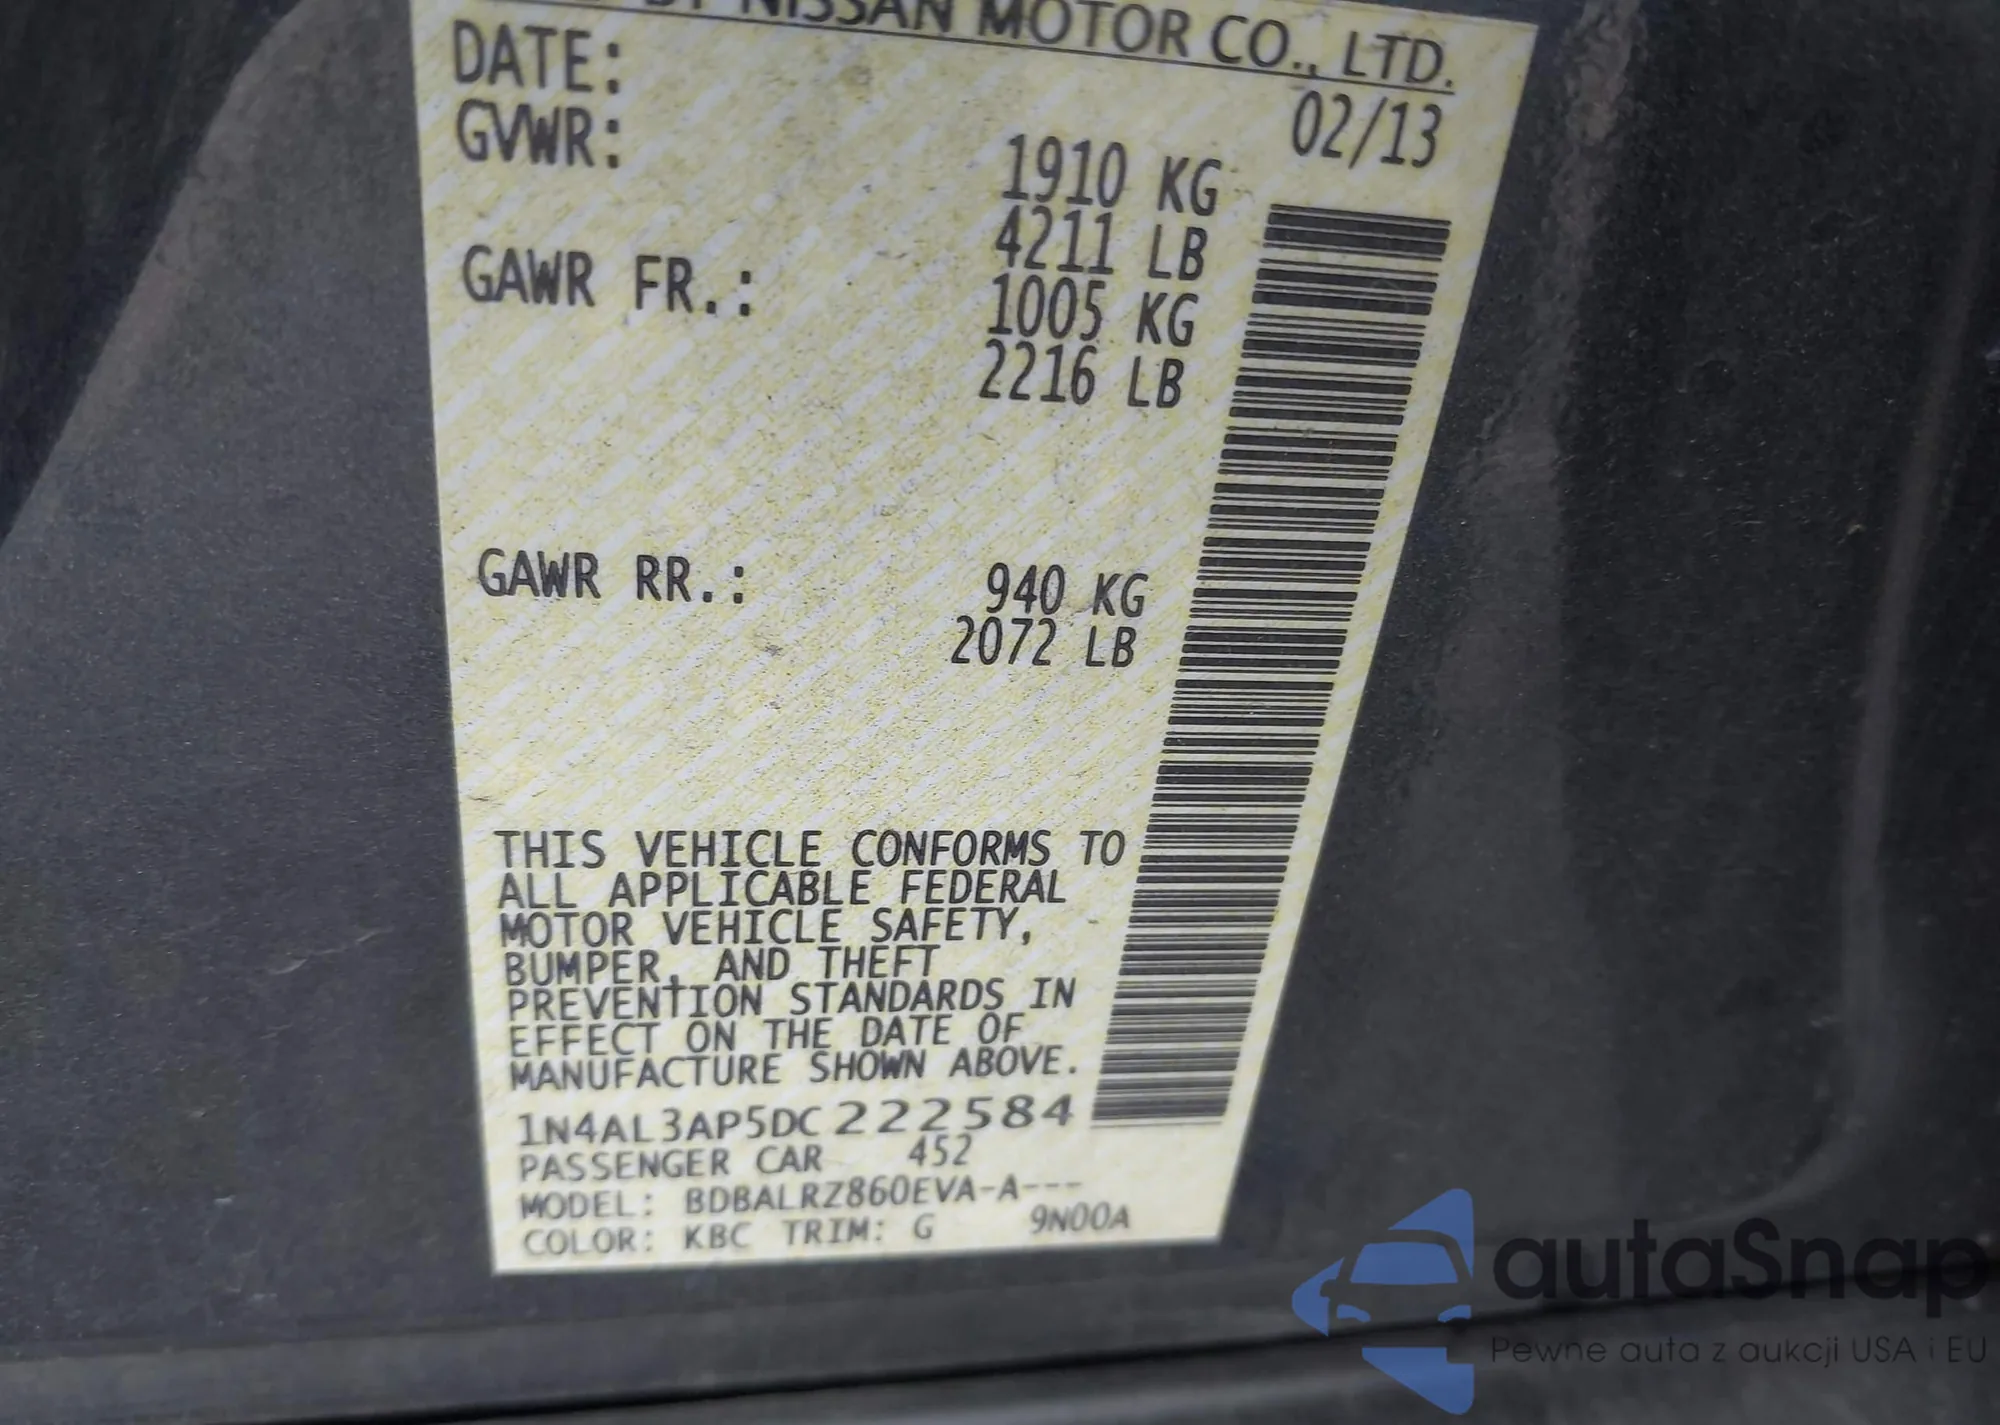 BY NISSAN MOTOR CO., LTD.
DATE: 02/13
GVWR: 1910 KG
4211 LB
GAWR FR.: 1005 KG
2216 LB
GAWR RR.: 940 KG
2072 LB
THIS VEHICLE CONFORMS TO
ALL APPLICABLE FEDERAL
MOTOR VEHICLE SAFETY,
BUMPER, AND THEFT
PREVENTION STANDARDS IN
EFFECT ON THE DATE OF
MANUFACTURE SHOWN ABOVE.
1N4AL3AP5DC222584
PASSENGER CAR 452
MODEL: BDBALRZ860EVA-A---
COLOR: KBC TRIM: G 9N00A
autaSnap
Pewne auta z aukcji USA i EU